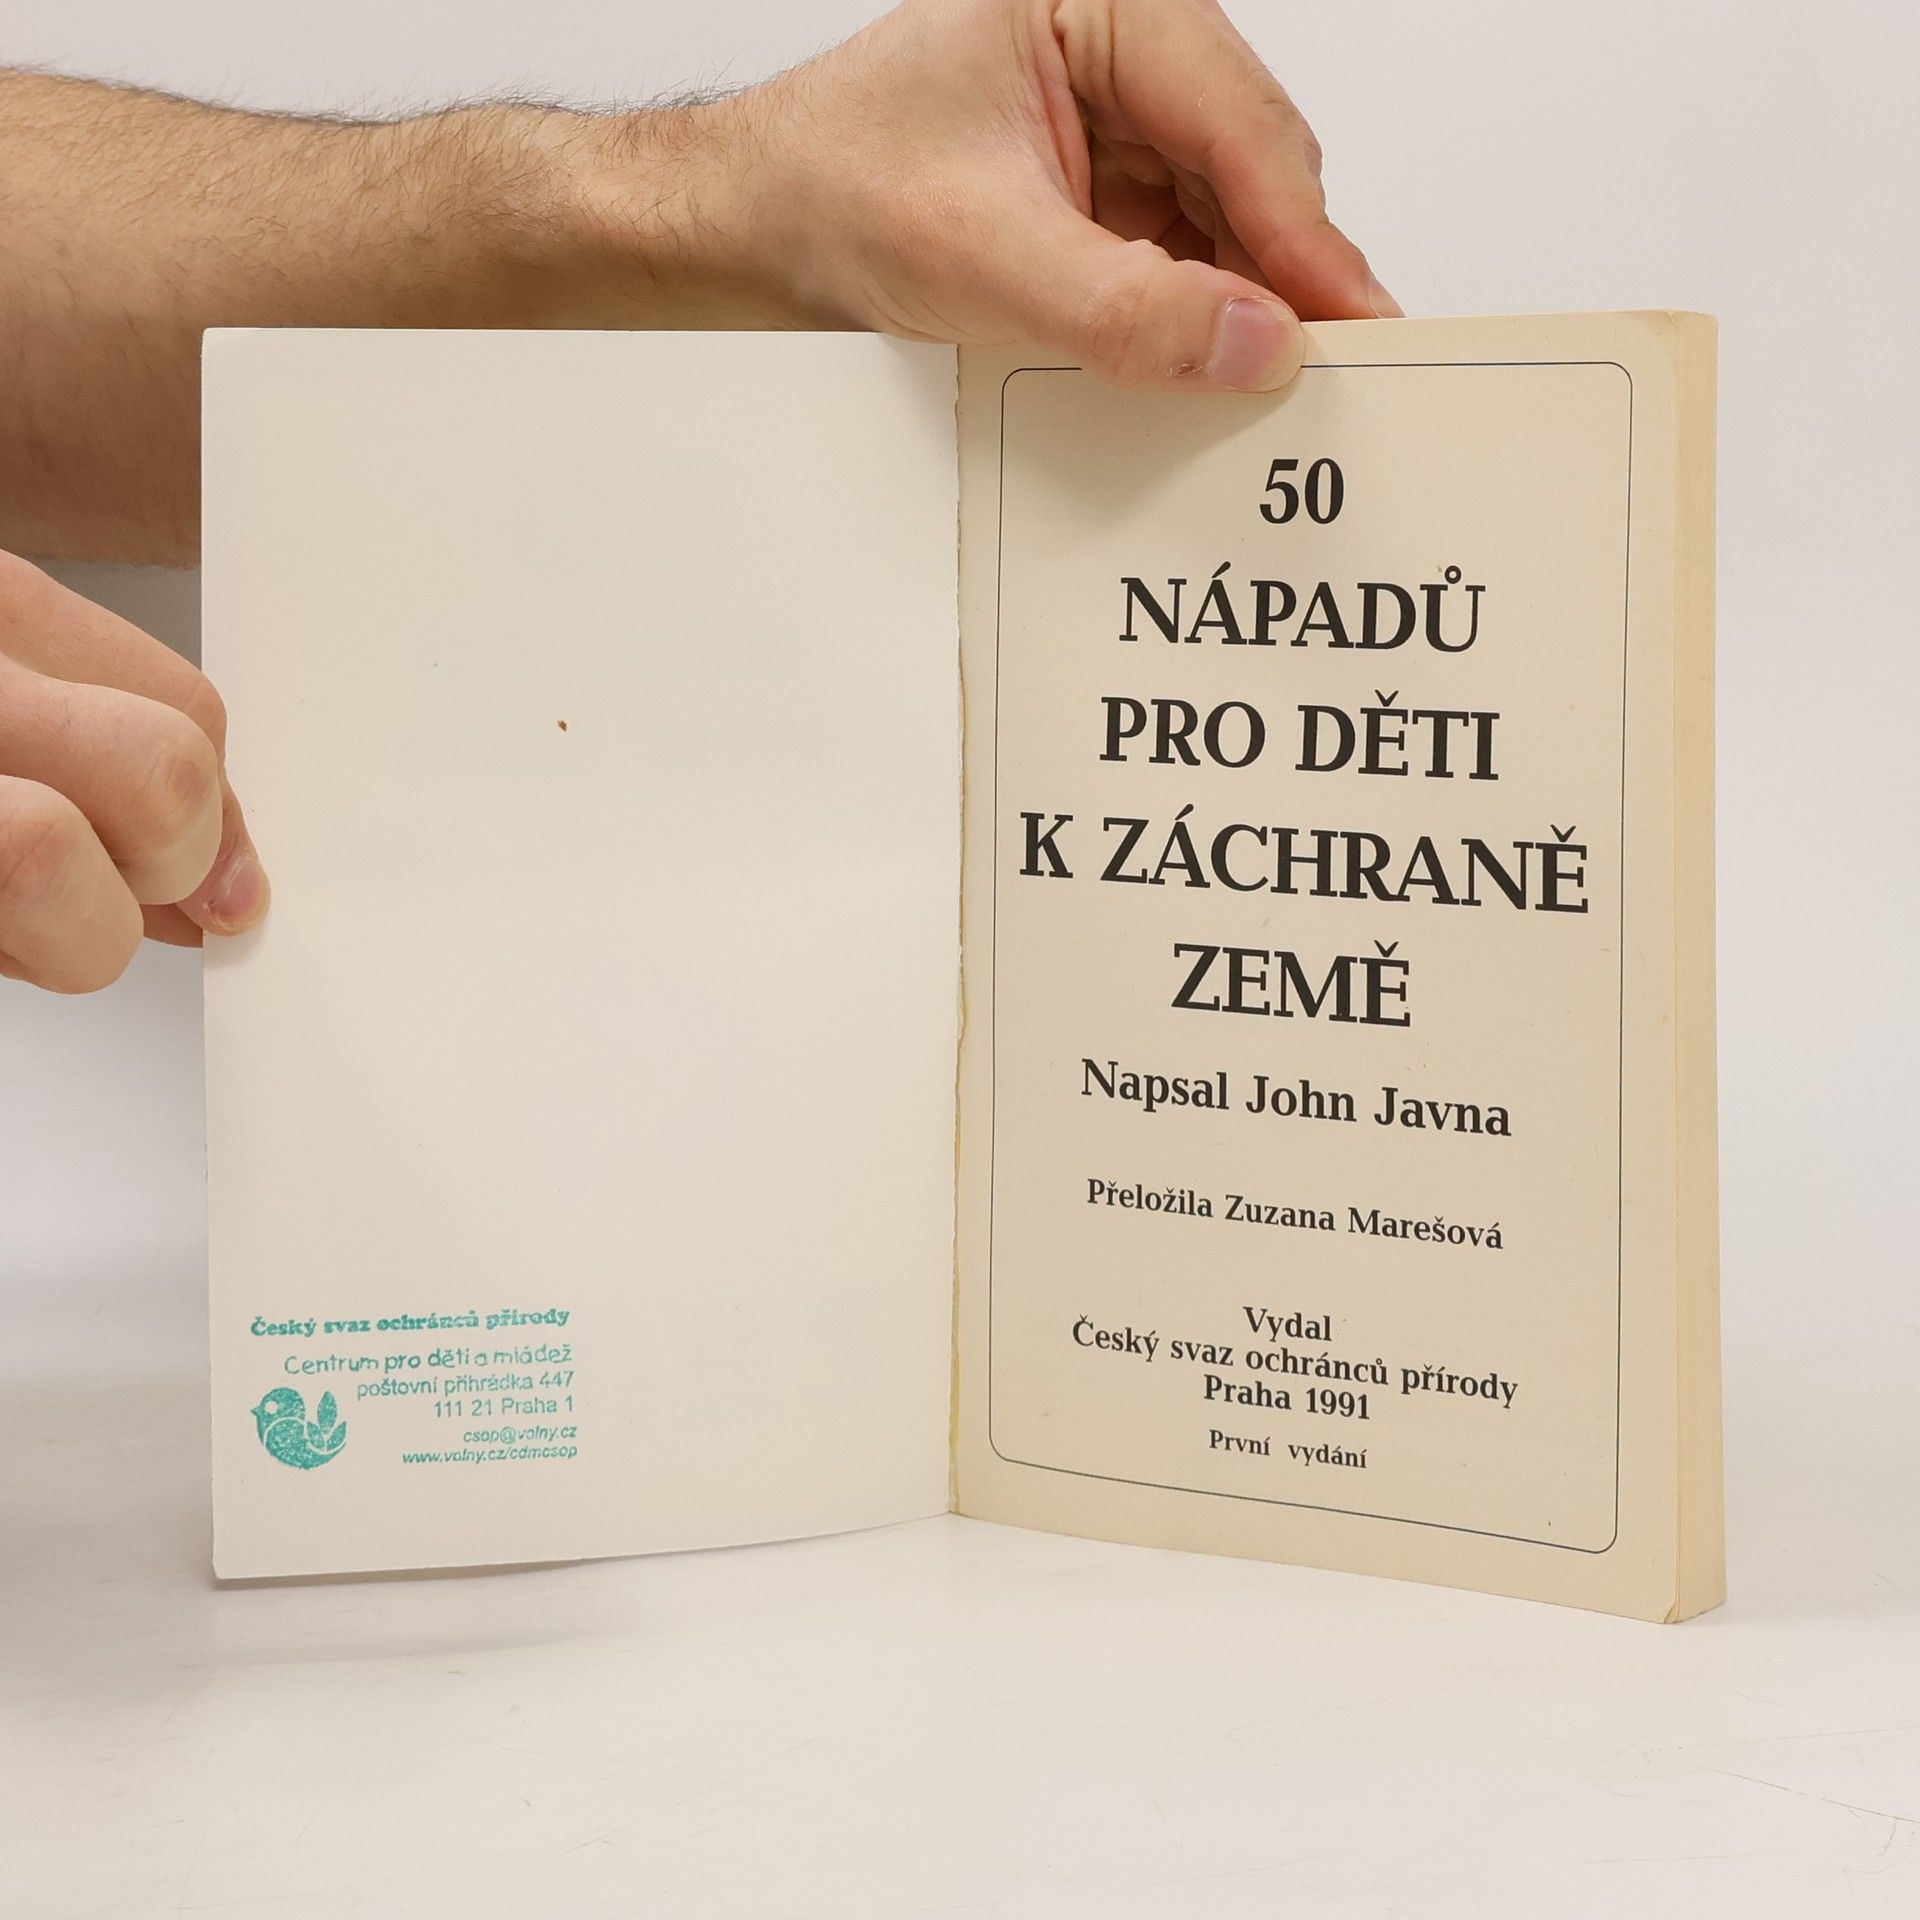 Český svaz ochránců přírody
Centrum pro děti a mládež
poštovní přihrádka 447
111 21 Praha 1
csop@volny.cz
www.volny.cz/cdmcsop
50
NÁPADŮ
PRO DĚTI
K ZÁCHRANĚ
ZEMĚ
Napsal John Javna
Přeložila Zuzana Marešová
Vydal
Český svaz ochránců přírody
Praha 1991
První vydání